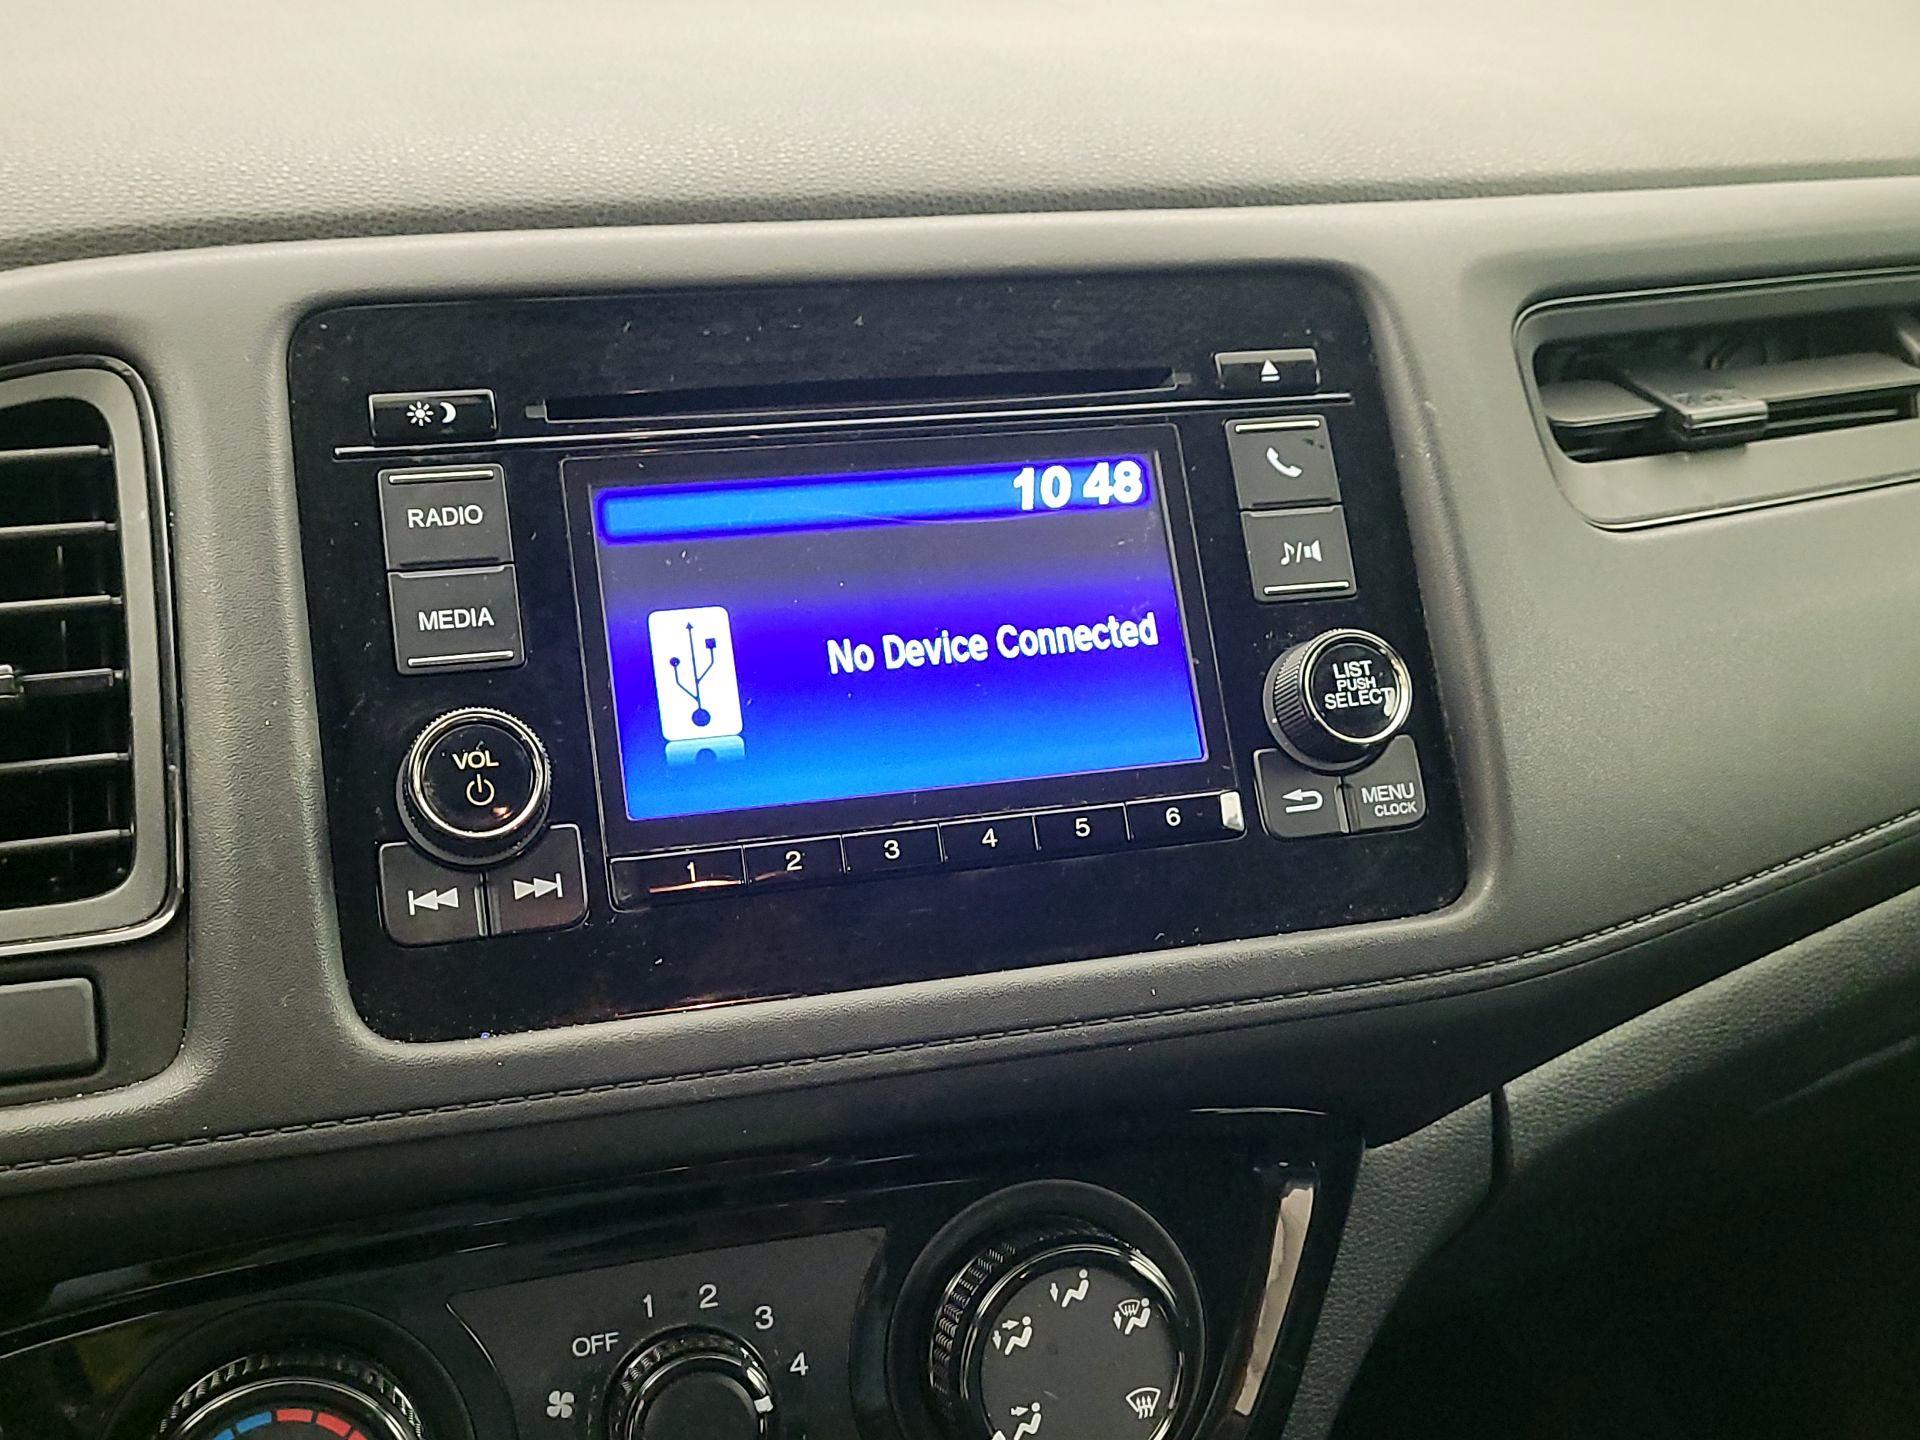 RADIO
10 48
MEDIA
No Device Connected
LIST
PUSH
SELECT
VOL
MENU
CLOCK
1 2 3 4 5 6
OFF 1 2 3 4